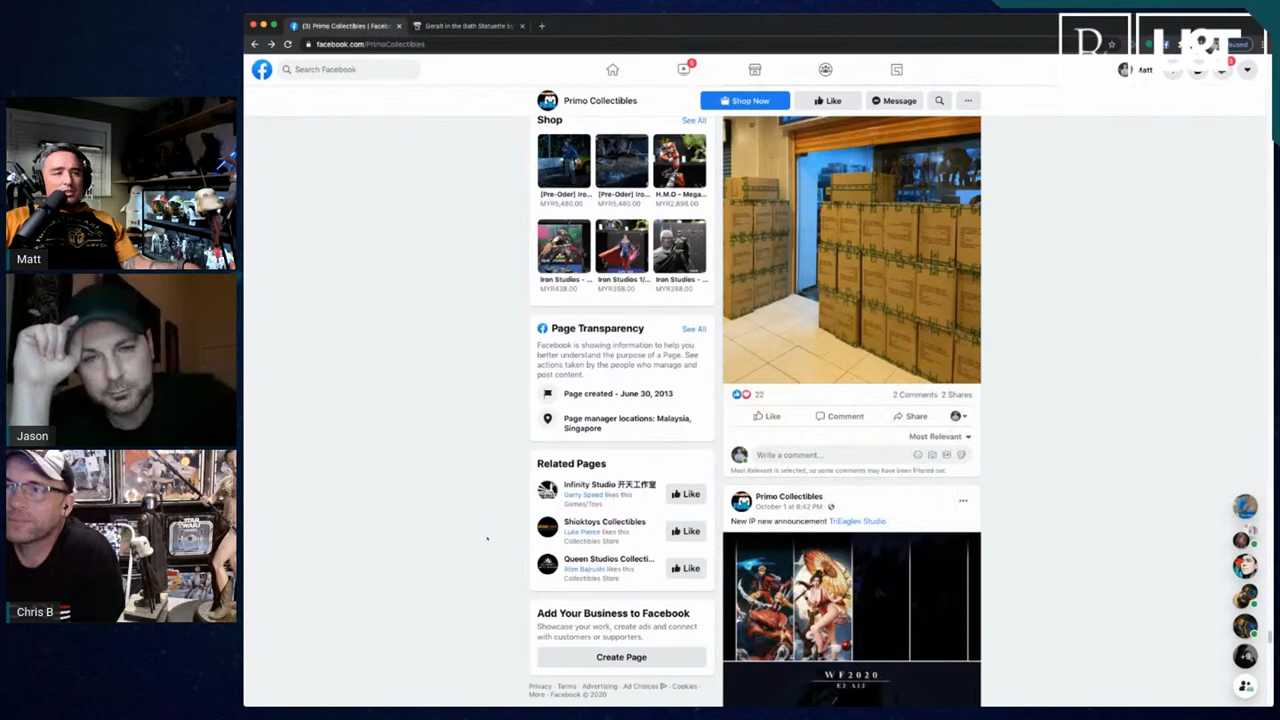 (3) Primo Collectibles | Faceb
Geralt in the Bath Statuette by
facebook.com/PrimoCollectibles
R
Search Facebook
6
Matt
3
Primo Collectibles
Shop Now
Like
Message
Shop
See All
[Pre-Oder] Iro...
[Pre-Oder] Iro...
H.M.O – Mega...
MYR5,480.00
MYR5,480.00
MYR2,898.00
Iron Studios - ...
Iron Studios 1/...
Iron Studios - ...
MYR438.00
MYR398.00
MYR388.00
Page Transparency
See All
Facebook is showing information to help you
better understand the purpose of a Page. See
actions taken by the people who manage and
post content.
Page created - June 30, 2013
Page manager locations: Malaysia,
Singapore
Related Pages
Infinity Studio 开天工作室
Garry Speed likes this
Games/Toys
Like
Shioktoys Collectibles
Luke Pierce likes this
Collectibles Store
Like
Queen Studios Collecti...
Atim Bajrushi likes this
Collectibles Store
Like
Add Your Business to Facebook
Showcase your work, create ads and connect
with customers or supporters.
Create Page
Privacy · Terms · Advertising · Ad Choices · Cookies ·
More · Facebook © 2020
22
2 Comments 2 Shares
Like
Comment
Share
Most Relevant
Write a comment...
Most Relevant is selected, so some comments may have been filtered out.
Primo Collectibles
October 1 at 8:42 PM
New IP new announcement TriEagles Studio
WF2020
+9
Matt
Jason
STAR
WARS
Chris B